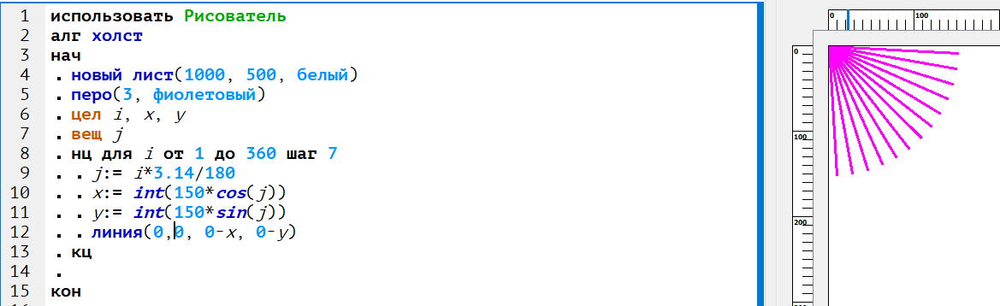 1 использовать Рисователь
2 алг холст
3 нач
4 . новый лист(1000, 500, белый)
5 . перо(3, фиолетовый)
6 . цел i, x, y
7 . вещ j
8 . нц для i от 1 до 360 шаг 7
9 . . j:= i*3.14/180
10 . . x:= int(150*cos(j))
11 . . y:= int(150*sin(j))
12 . . линия(0,0, 0-x, 0-y)
13 . кц
14 .
15 кон
0 100
0
100
200